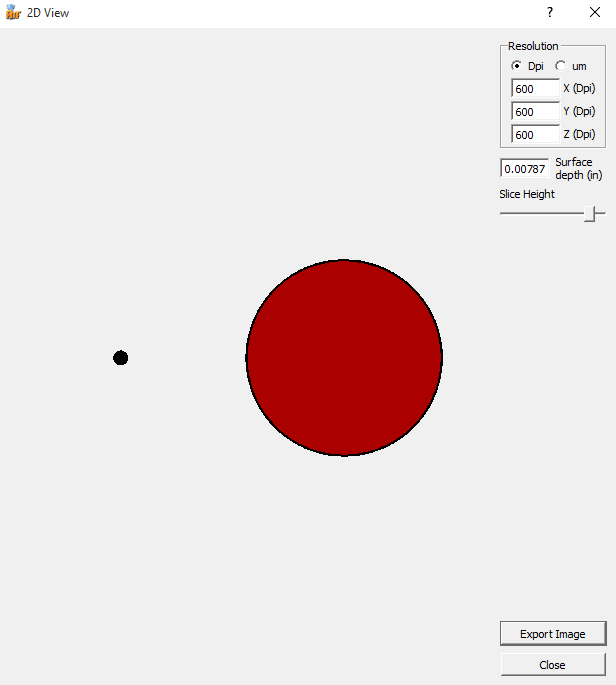 2D View
?
Resolution
Dpi
um
600 X (Dpi)
600 Y (Dpi)
600 Z (Dpi)
0.00787 Surface
depth (in)
Slice Height
Export Image
Close